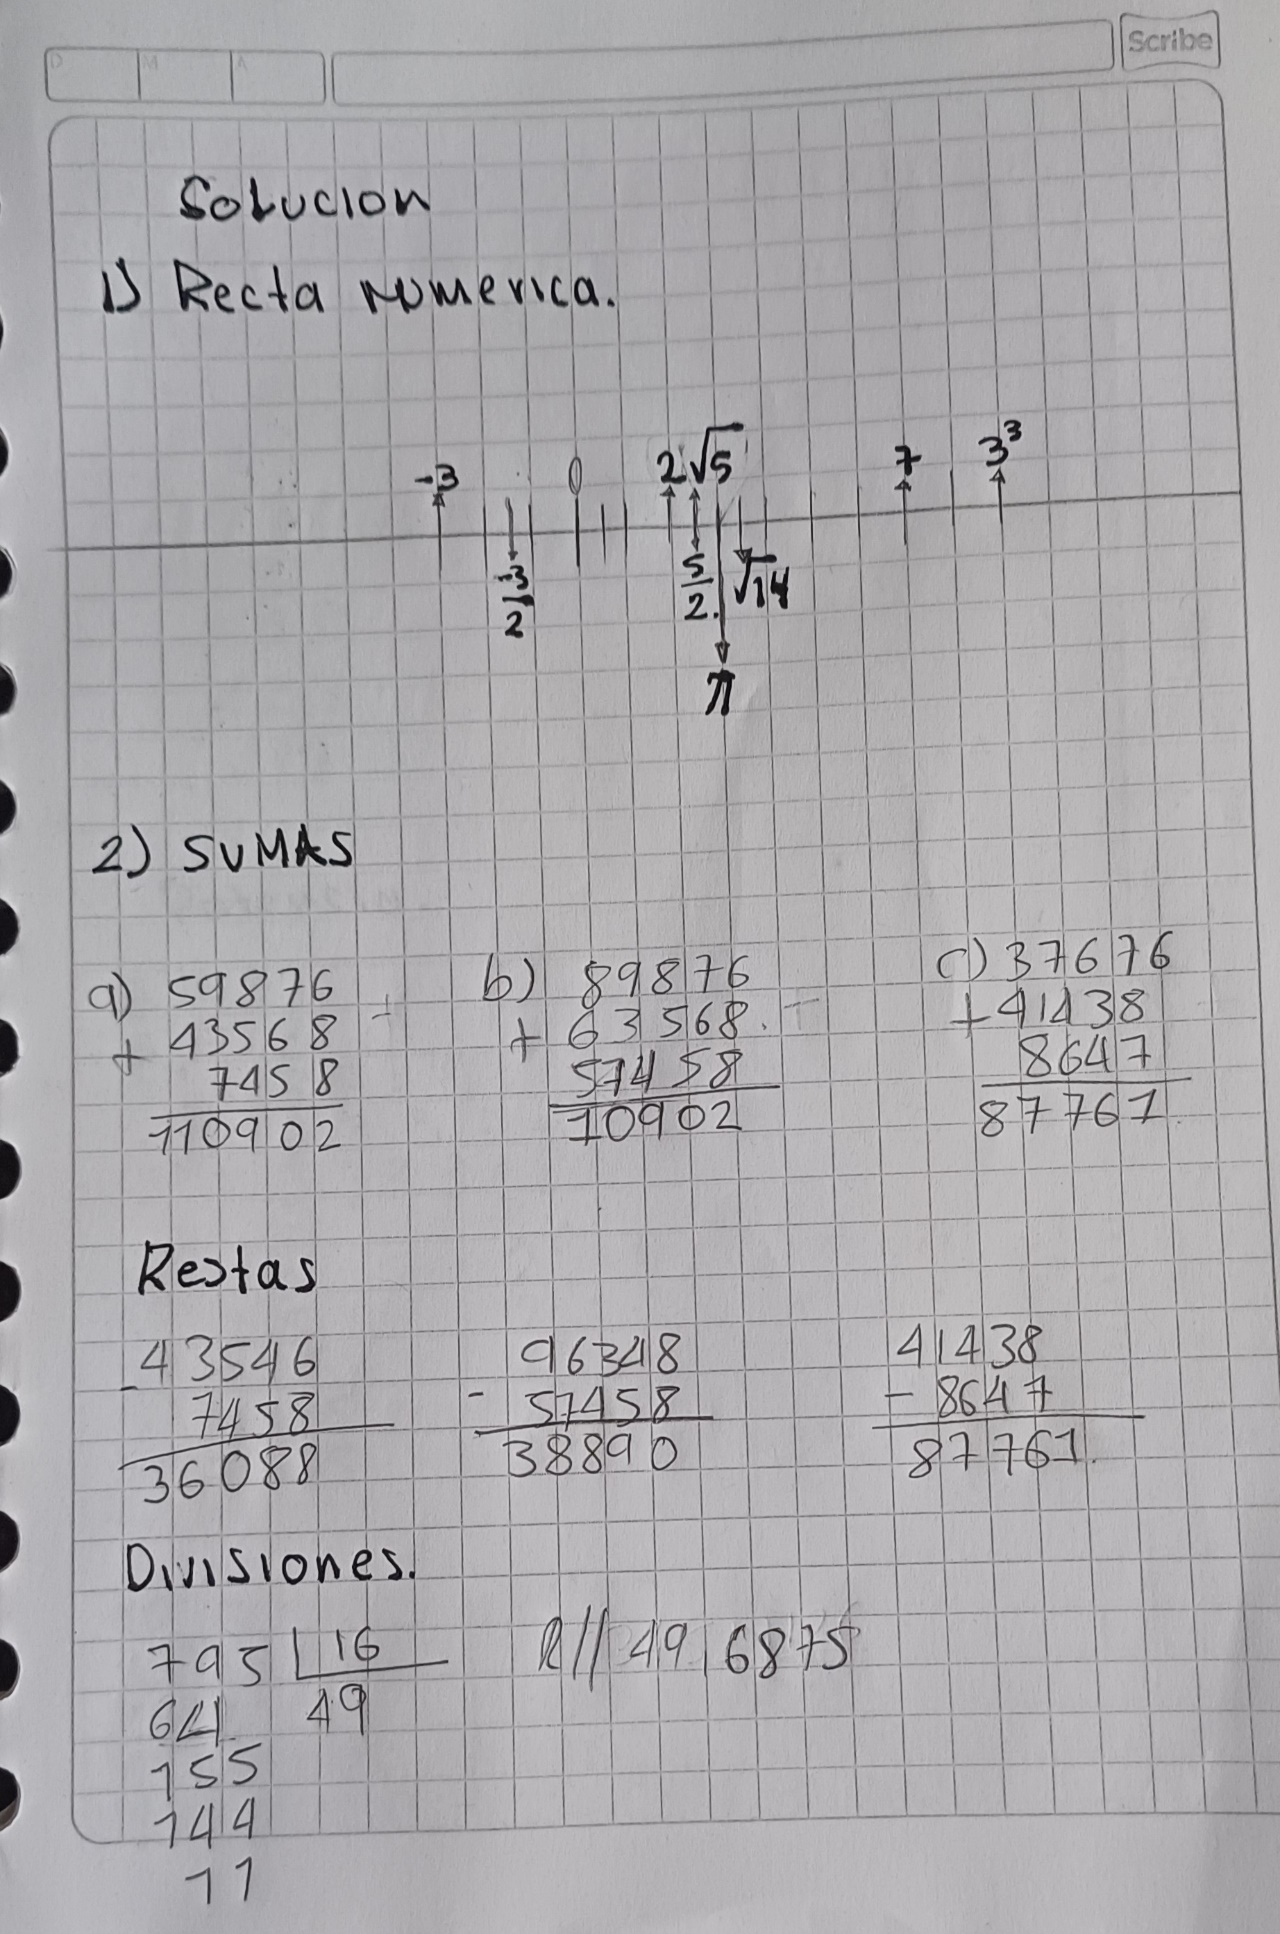 Scribe
D M A
Solucion
1) Recta numerica.
-3 0 2 √5 7 3³
-3/2 5/2. √14
π
2) SUMAS
a) 59876 b) 89876 c) 37676
+ 43568 + 63568. + 41438
7458 57458 8647
110902 10902 87761.
Restas
43546 96348 41438
- 7458 - 57458 - 8647
36088 38890 87761.
Divisiones.
795 16 R// 49,6875
64 49
155
144
11